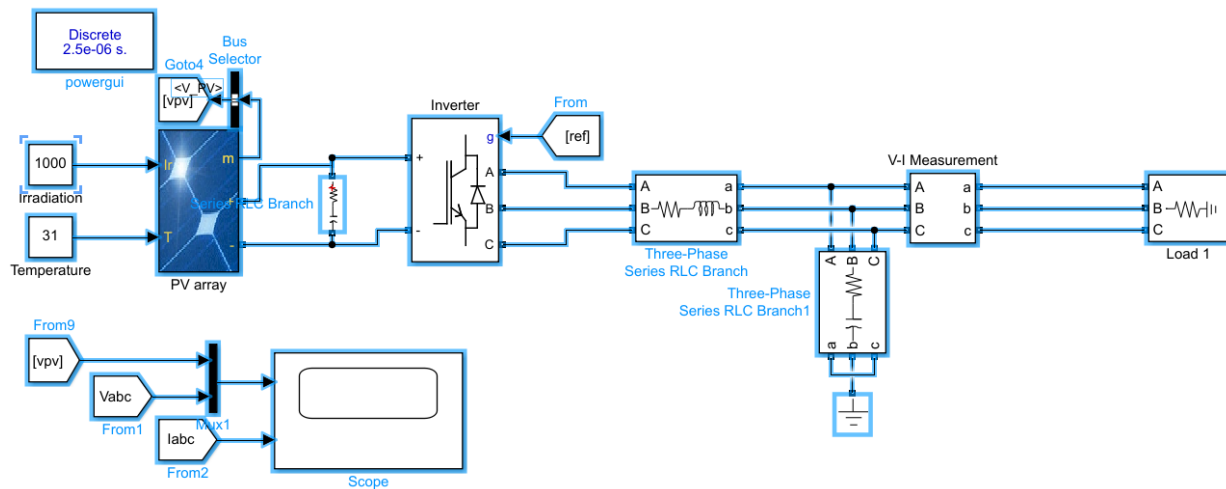 Discrete
2.5e-06 s.
powergui
Bus
Selector
Goto4
<V_PV>
[vpv]
Inverter
From
[ref]
g
1000
Irradiation
31
Temperature
Ir
T
m
+
-
PV array
Series RLC Branch
+
-
A
B
C
A
B
C
a
b
c
Three-Phase
Series RLC Branch
V-I Measurement
A
B
C
a
b
c
A
B
C
Load 1
A
B
C
a
b
c
Three-Phase
Series RLC Branch1
From9
[vpv]
Vabc
From1
Mux1
Iabc
From2
Scope